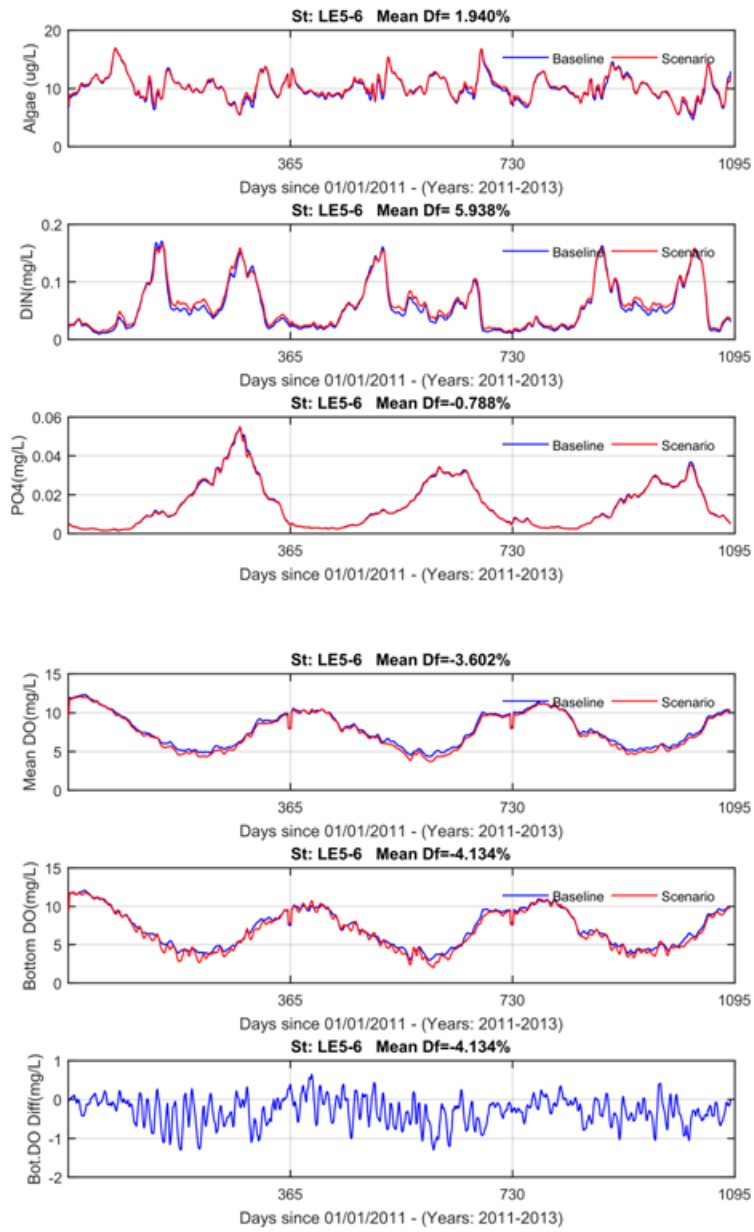 St: LE5-6 Mean Df= 1.940%
20
10
0
Algae (ug/L)
Baseline Scenario
365 730 1095
Days since 01/01/2011 - (Years: 2011-2013)
St: LE5-6 Mean Df= 5.938%
0.2
0.1
0
DIN(mg/L)
Baseline Scenario
365 730 1095
Days since 01/01/2011 - (Years: 2011-2013)
St: LE5-6 Mean Df=-0.788%
0.06
0.04
0.02
0
PO4(mg/L)
Baseline Scenario
365 730 1095
Days since 01/01/2011 - (Years: 2011-2013)
St: LE5-6 Mean Df=-3.602%
15
10
5
0
Mean DO(mg/L)
Baseline Scenario
365 730 1095
Days since 01/01/2011 - (Years: 2011-2013)
St: LE5-6 Mean Df=-4.134%
15
10
5
0
Bottom DO(mg/L)
Baseline Scenario
365 730 1095
Days since 01/01/2011 - (Years: 2011-2013)
St: LE5-6 Mean Df=-4.134%
1
0
-1
-2
Bot.DO Diff(mg/L)
365 730 1095
Days since 01/01/2011 - (Years: 2011-2013)